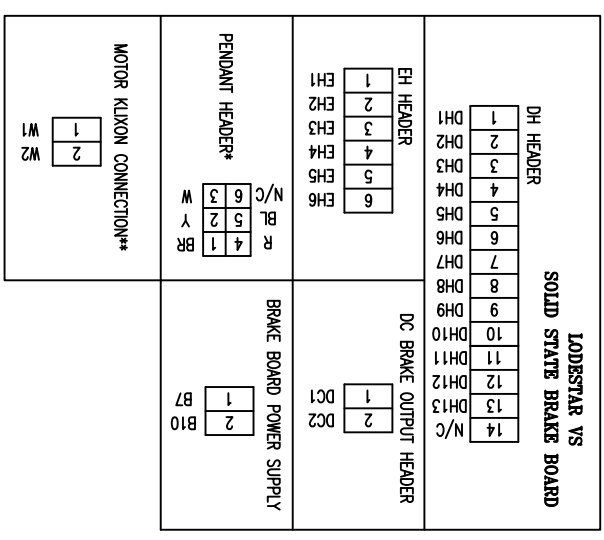 LODESTAR VS
SOLID STATE BRAKE BOARD
DH HEADER
1 DH1
2 DH2
3 DH3
4 DH4
5 DH5
6 DH6
7 DH7
8 DH8
9 DH9
10 DH10
11 DH11
12 DH12
13 DH13
14 N/C
EH HEADER
1 EH1
2 EH2
3 EH3
4 EH4
5 EH5
6 EH6
DC BRAKE OUTPUT HEADER
1 DC1
2 DC2
PENDANT HEADER*
R 4 1 BR
BL 5 2 Y
N/C 6 3 W
BRAKE BOARD POWER SUPPLY
1 B7
2 B10
MOTOR KLIXON CONNECTION**
1 W1
2 W2